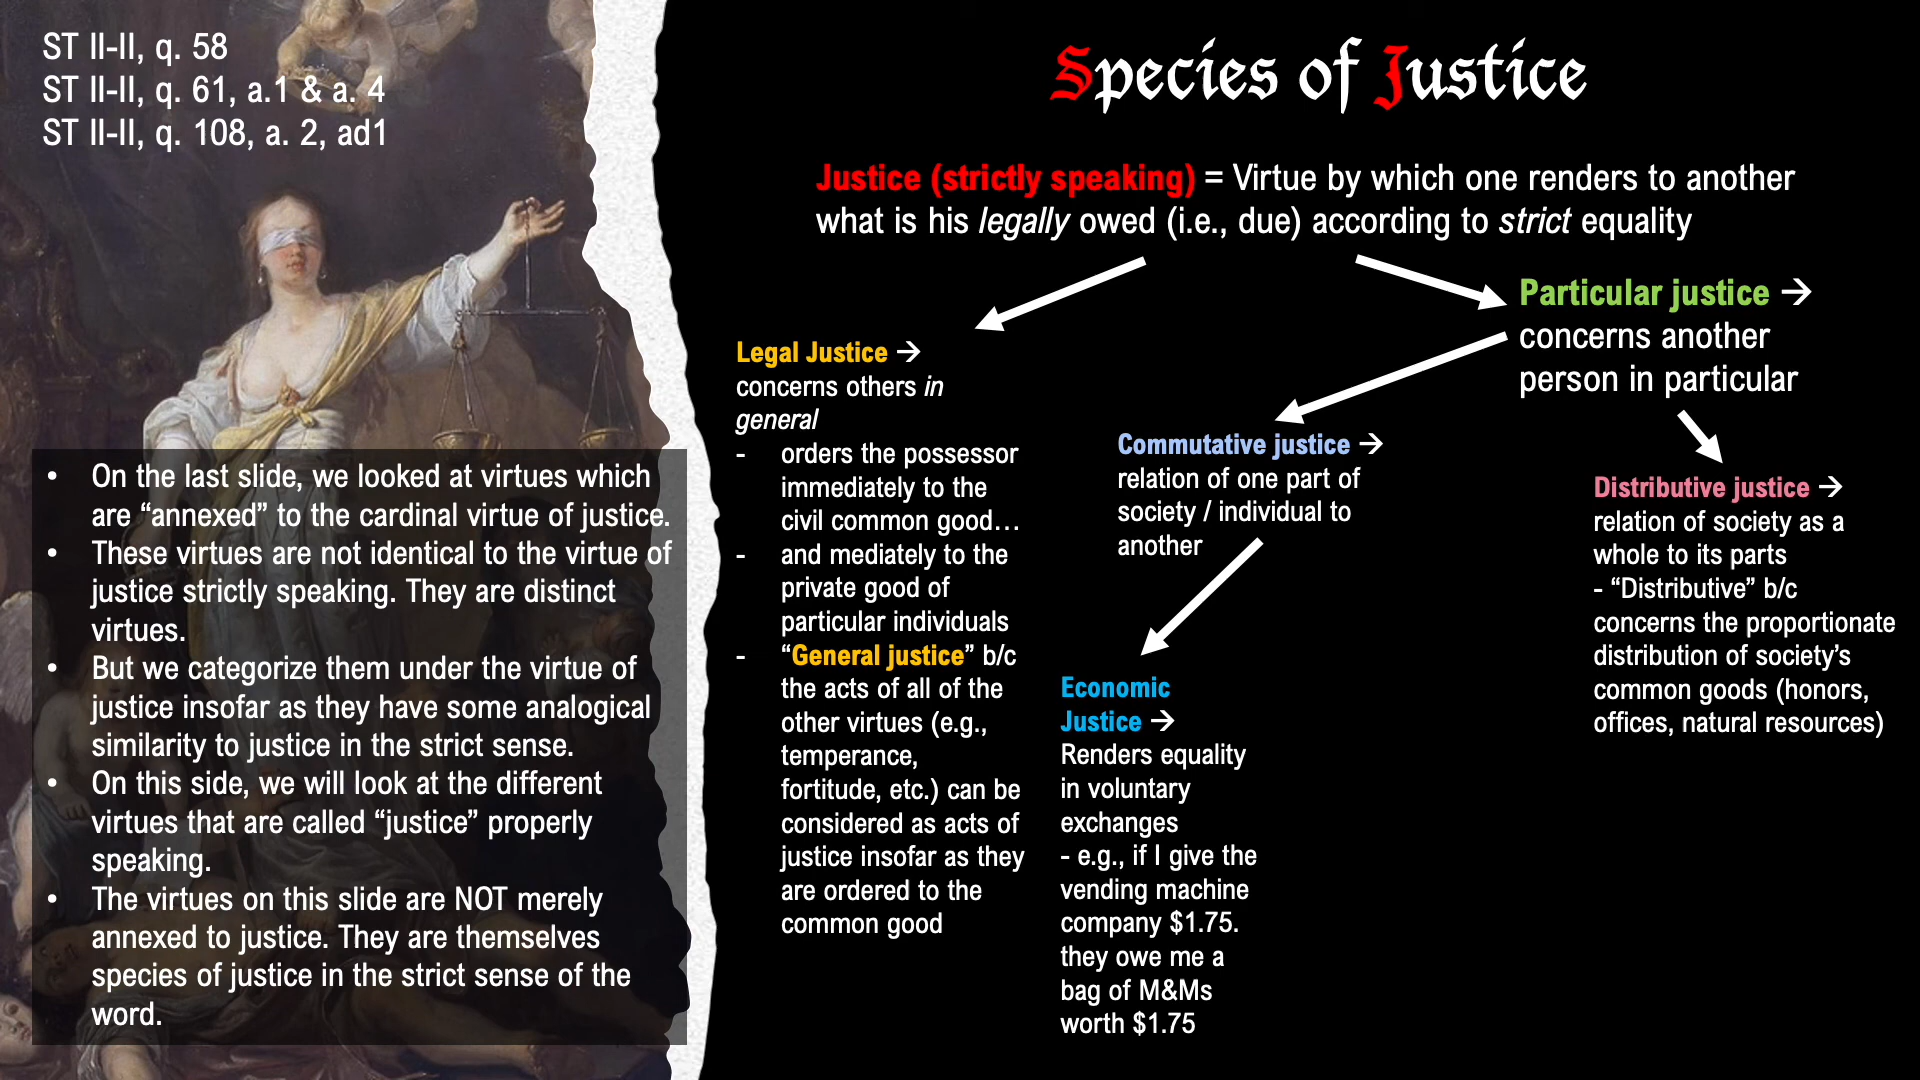 ST II-II, q. 58
ST II-II, q. 61, a.1 & a. 4
ST II-II, q. 108, a. 2, ad1
• On the last slide, we looked at virtues which
are “annexed” to the cardinal virtue of justice.
• These virtues are not identical to the virtue of
justice strictly speaking. They are distinct
virtues.
• But we categorize them under the virtue of
justice insofar as they have some analogical
similarity to justice in the strict sense.
• On this side, we will look at the different
virtues that are called “justice” properly
speaking.
• The virtues on this slide are NOT merely
annexed to justice. They are themselves
species of justice in the strict sense of the
word.
Species of Justice
Justice (strictly speaking) = Virtue by which one renders to another
what is his legally owed (i.e., due) according to strict equality
Legal Justice →
concerns others in
general
- orders the possessor
immediately to the
civil common good…
- and mediately to the
private good of
particular individuals
- “General justice” b/c
the acts of all of the
other virtues (e.g.,
temperance,
fortitude, etc.) can be
considered as acts of
justice insofar as they
are ordered to the
common good
Particular justice →
concerns another
person in particular
Commutative justice →
relation of one part of
society / individual to
another
Economic
Justice →
Renders equality
in voluntary
exchanges
- e.g., if I give the
vending machine
company $1.75.
they owe me a
bag of M&Ms
worth $1.75
Distributive justice →
relation of society as a
whole to its parts
- “Distributive” b/c
concerns the proportionate
distribution of society’s
common goods (honors,
offices, natural resources)